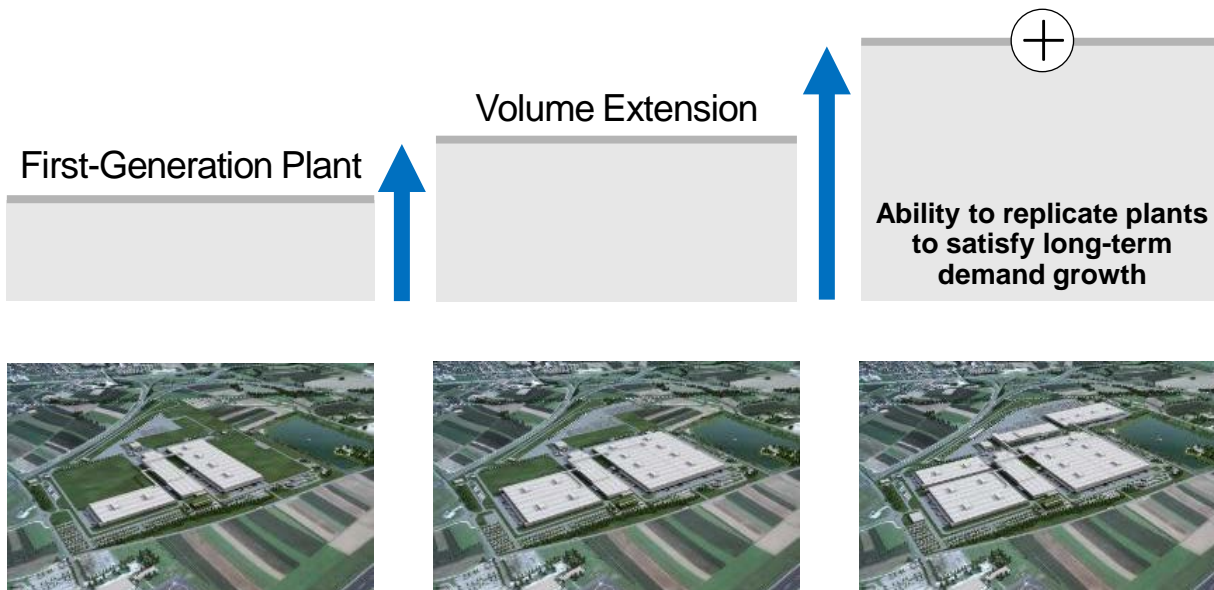 First-Generation Plant
Volume Extension
Ability to replicate plants
to satisfy long-term
demand growth